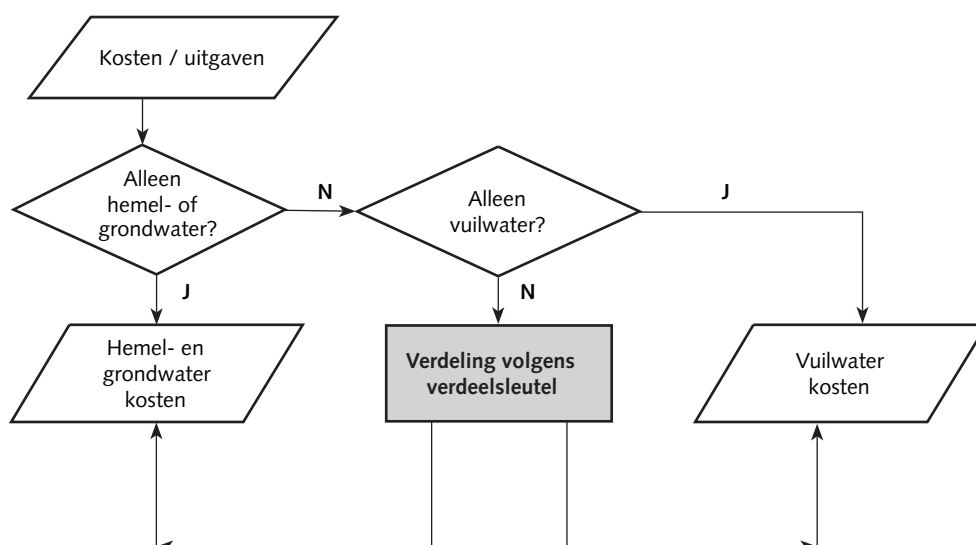 Kosten / uitgaven
Alleen
hemel- of
grondwater?
N
Alleen
vuilwater?
J
J
N
Hemel- en
grondwater
kosten
Verdeling volgens
verdeelsleutel
Vuilwater
kosten